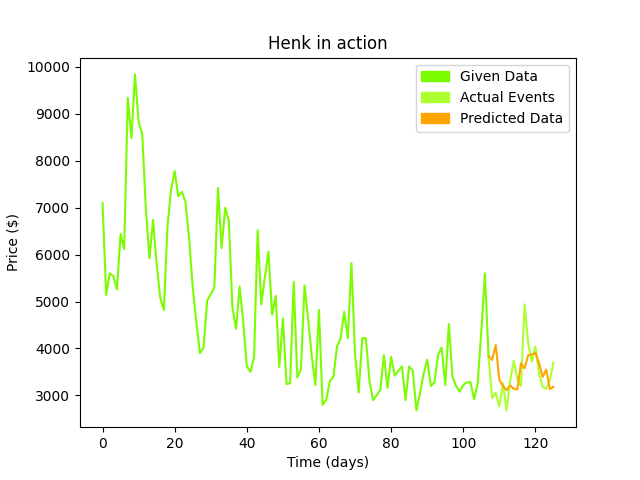 Henk in action
Given Data
Actual Events
Predicted Data
Price ($)
10000
9000
8000
7000
6000
5000
4000
3000
0 20 40 60 80 100 120
Time (days)